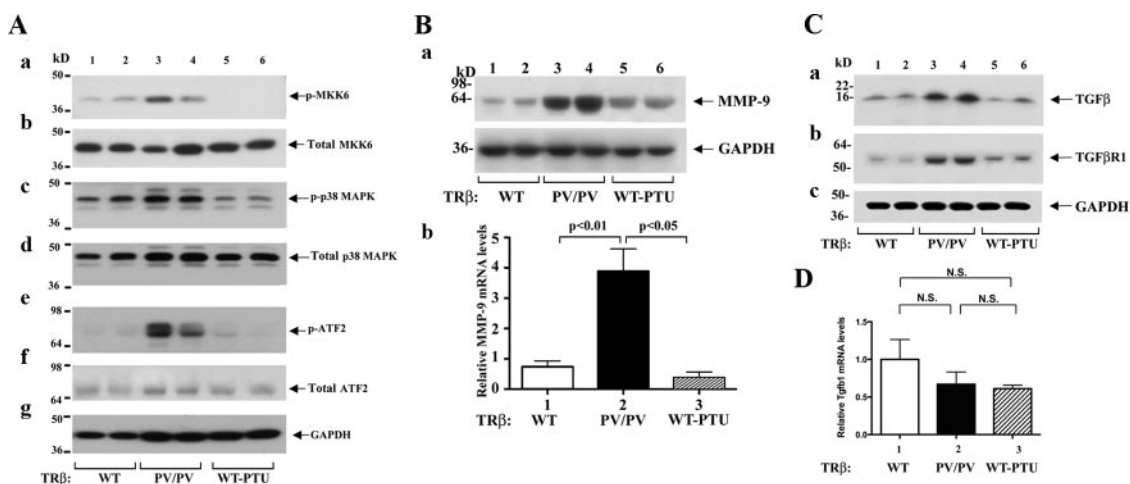 A
kD 1 2 3 4 5 6
a
50
36
p-MKK6
b
50
36
Total MKK6
c
50
36
p-p38 MAPK
d
50
36
Total p38 MAPK
e
98
64
p-ATF2
f
98
64
Total ATF2
g
50
36
GAPDH
TRβ: WT PV/PV WT-PTU
B
a
kD 1 2 3 4 5 6
98-
64-
MMP-9
36-
GAPDH
TRβ: WT PV/PV WT-PTU
b
p<0.01 p<0.05
Relative MMP-9 mRNA levels
5
4
3
2
1
0
1 2 3
TRβ: WT PV/PV WT-PTU
C
kD 1 2 3 4 5 6
a
22-
16-
TGFβ
b
64-
50-
TGFβR1
c
50-
36-
GAPDH
TRβ: WT PV/PV WT-PTU
D
N.S.
N.S. N.S.
Relative Tgfb1 mRNA levels
1.5
1.0
0.5
0.0
1 2 3
TRβ: WT PV/PV WT-PTU